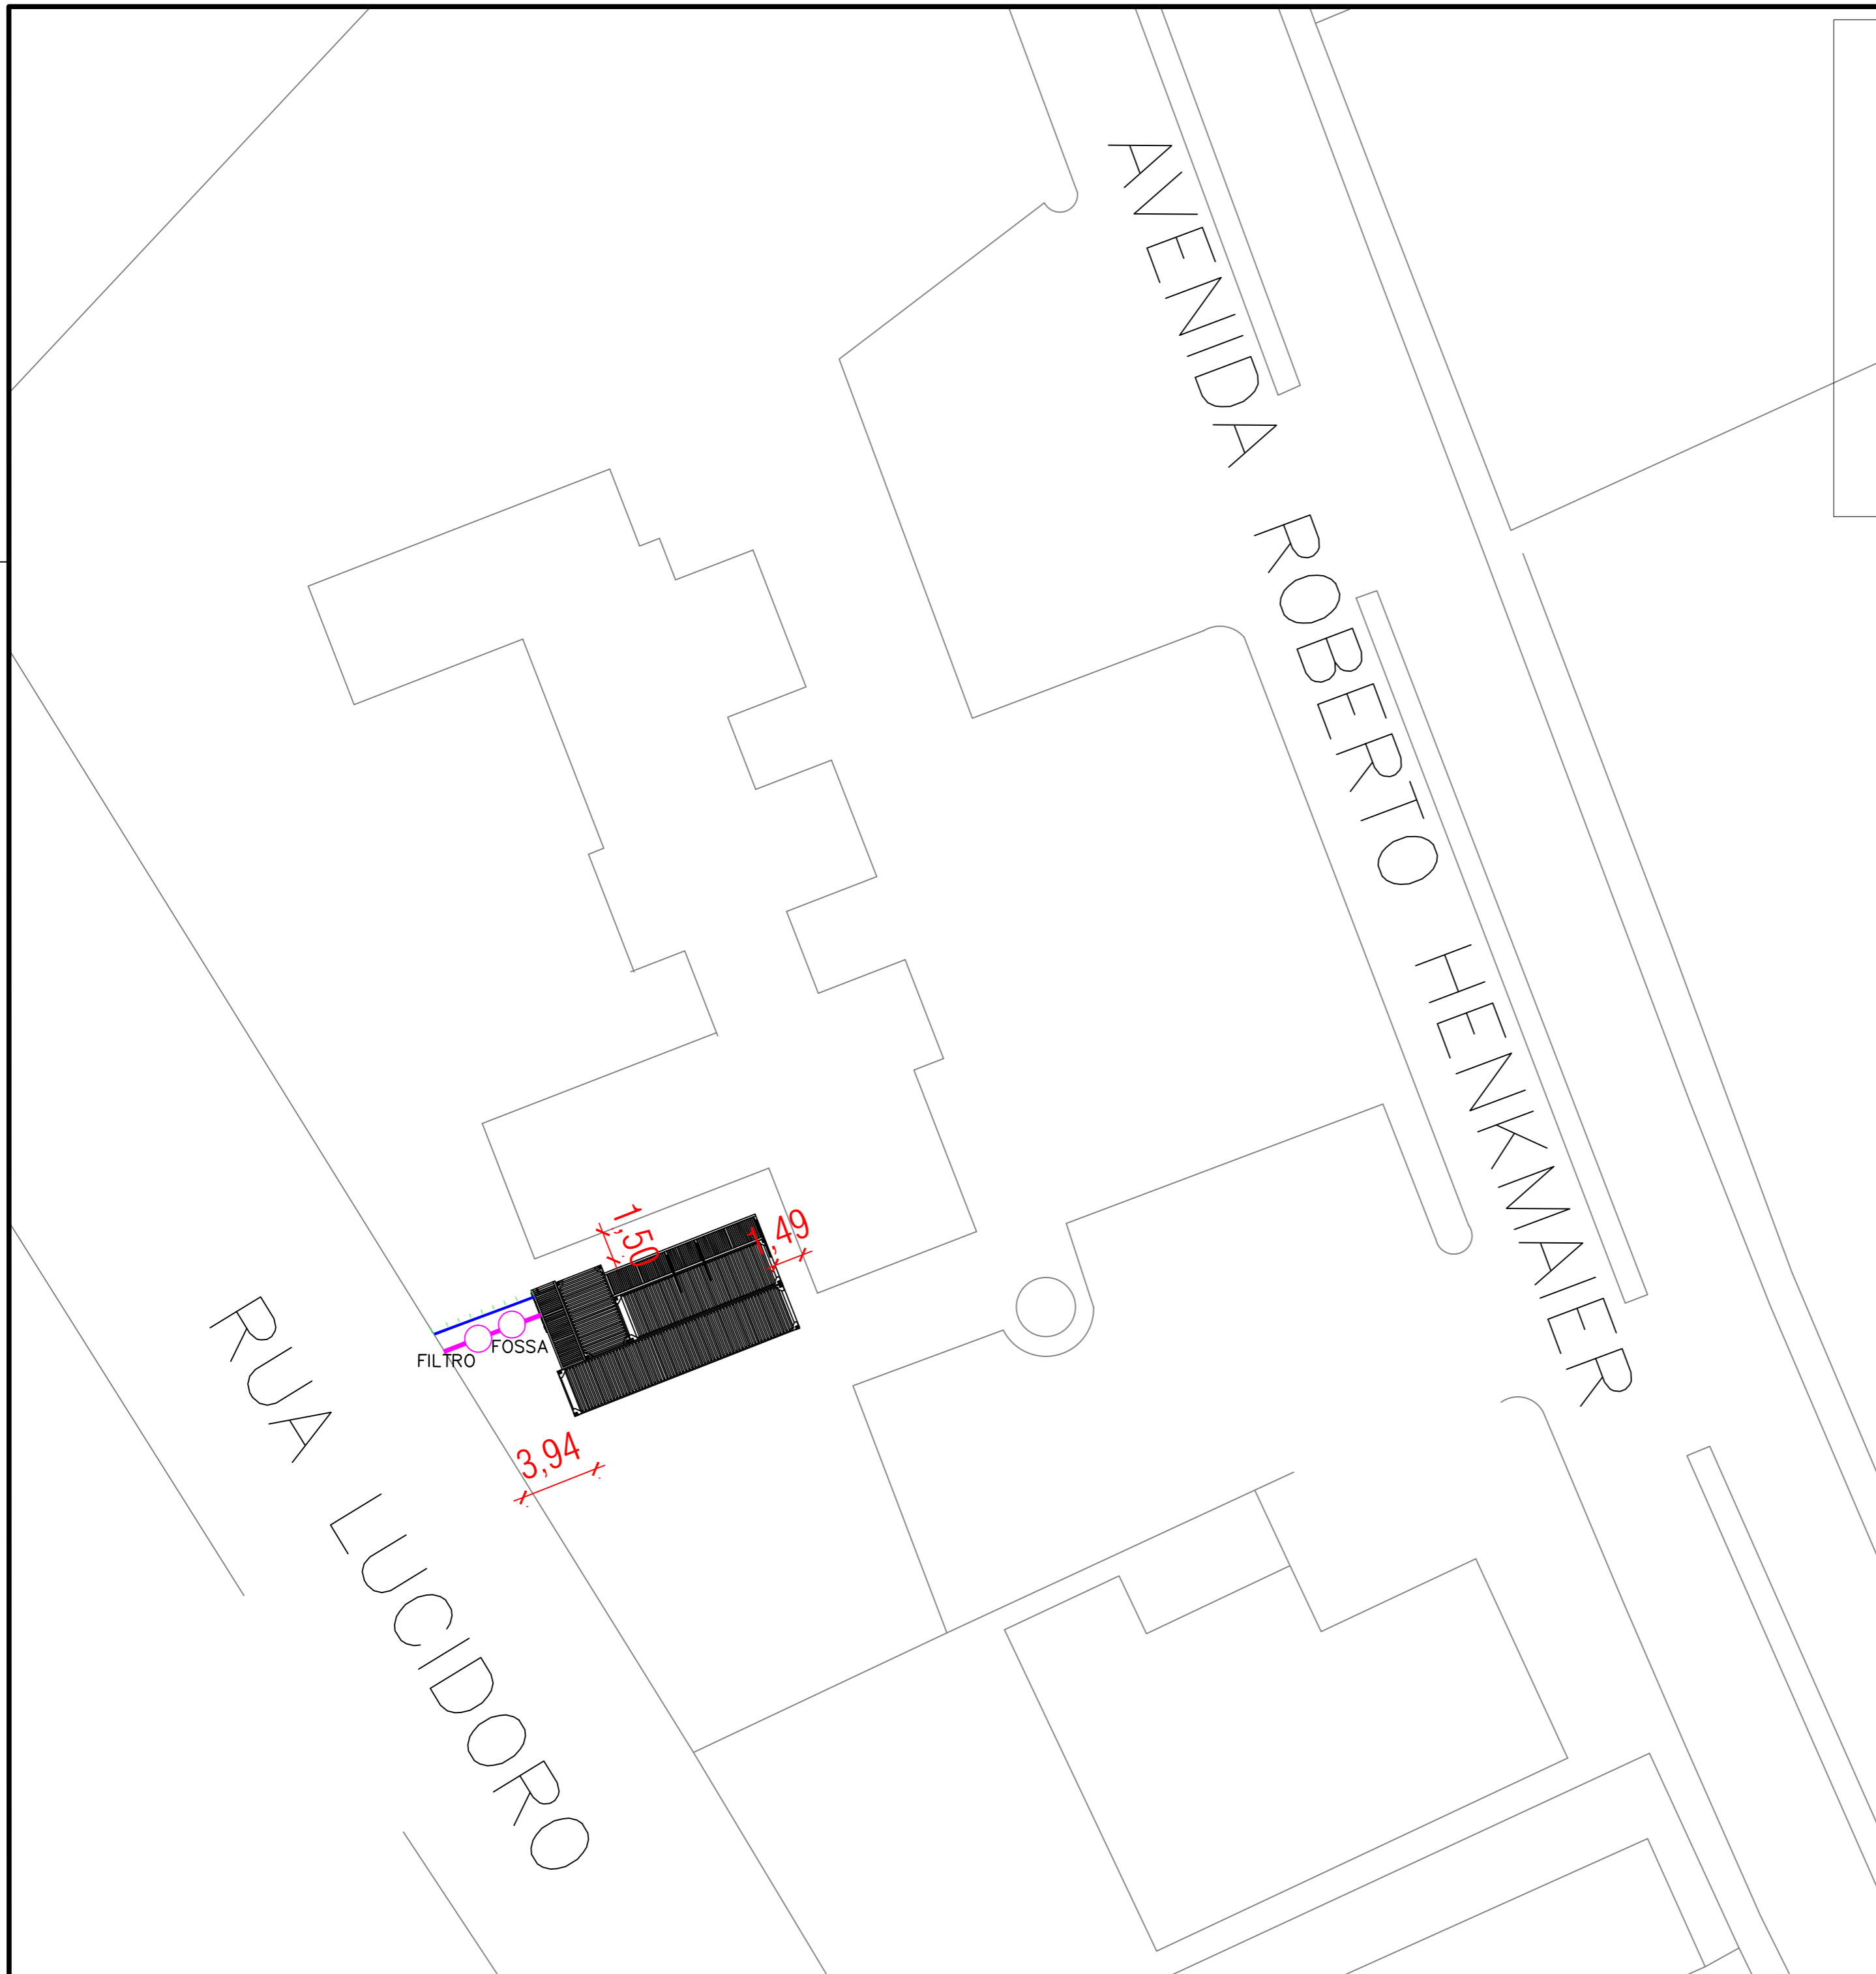 AVENIDA ROBERTO HENKMAIER
1,50
1,49
FOSSA
FILTRO
3,94
RUA LUCIDORO